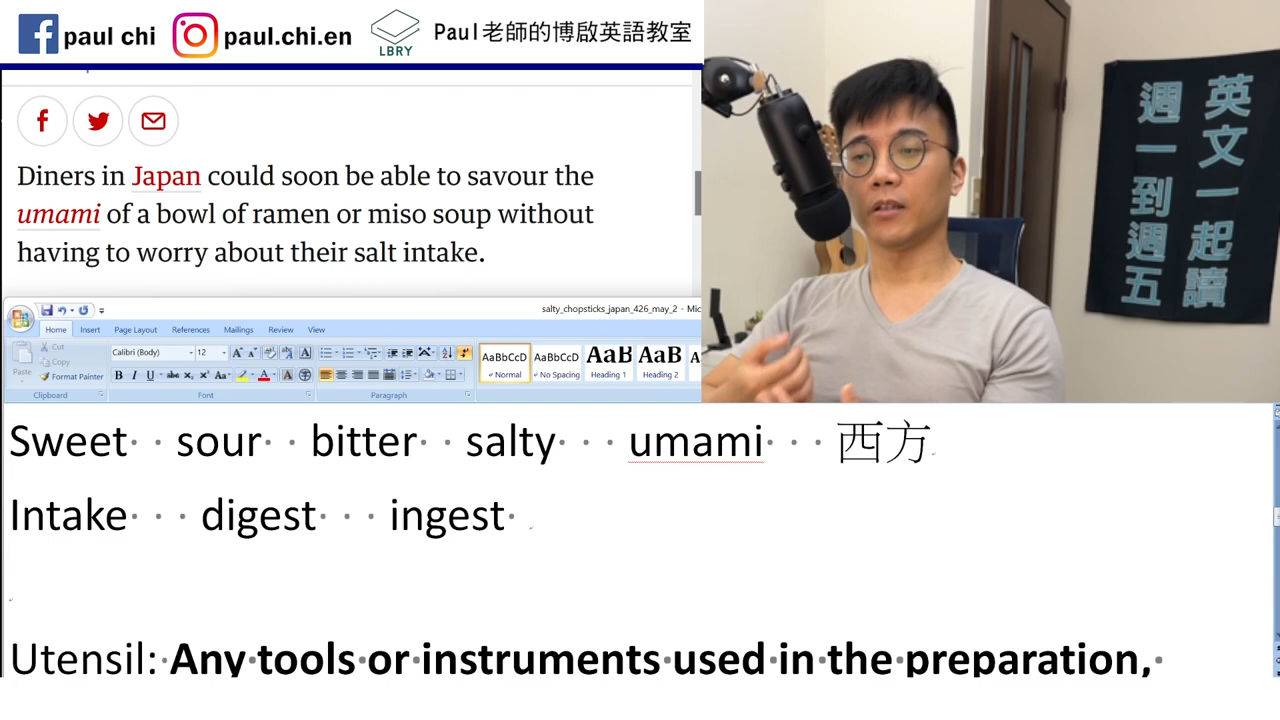 paul chi
paul.chi.en
LBRY
Paul老師的博啟英語教室
Diners in Japan could soon be able to savour the
umami of a bowl of ramen or miso soup without
having to worry about their salt intake.
salty_chopsticks_japan_426_may_2 - Mic
Home Insert Page Layout References Mailings Review View
Paste
Cut
Copy
Format Painter
Clipboard
Calibri (Body) 12
Font
Paragraph
AaBbCcD AaBbCcD AaB AaBb
Normal No Spacing Heading 1 Heading 2
英文一起讀
週一到週五
Sweet sour bitter salty umami 西方
Intake digest ingest
Utensil: Any tools or instruments used in the preparation,